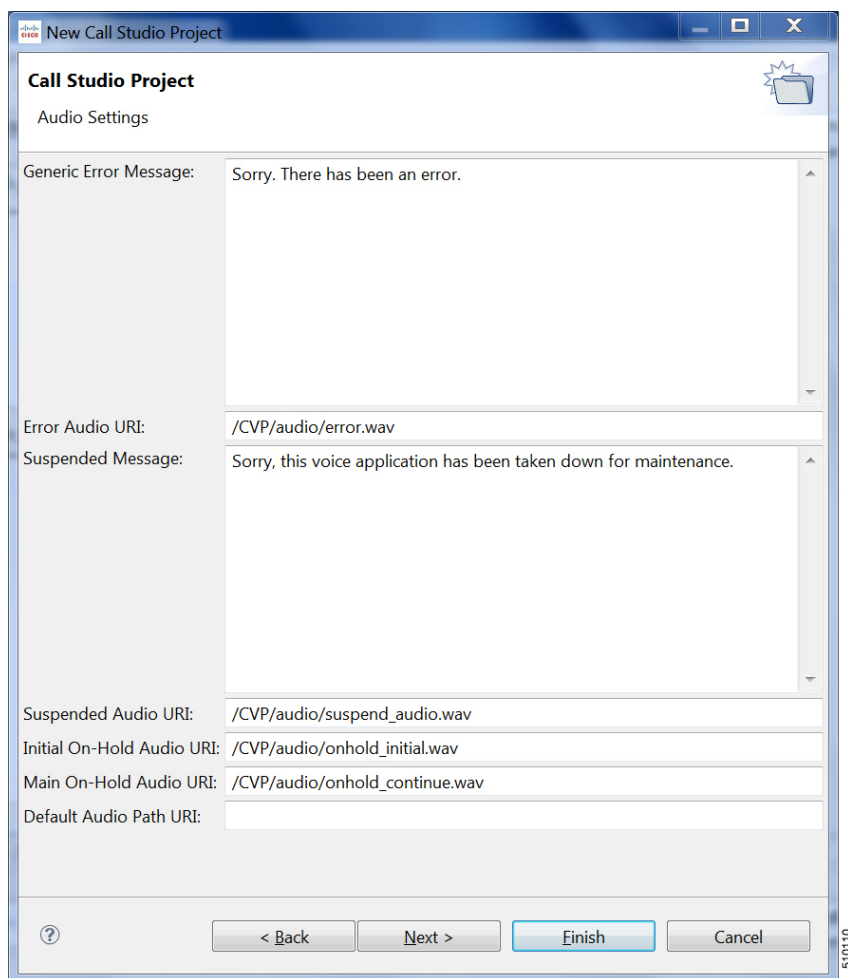 CISCO New Call Studio Project
Call Studio Project
Audio Settings
Generic Error Message: Sorry. There has been an error.
Error Audio URI: /CVP/audio/error.wav
Suspended Message: Sorry, this voice application has been taken down for maintenance.
Suspended Audio URI: /CVP/audio/suspend_audio.wav
Initial On-Hold Audio URI: /CVP/audio/onhold_initial.wav
Main On-Hold Audio URI: /CVP/audio/onhold_continue.wav
Default Audio Path URI:
? < Back Next > Finish Cancel
510110